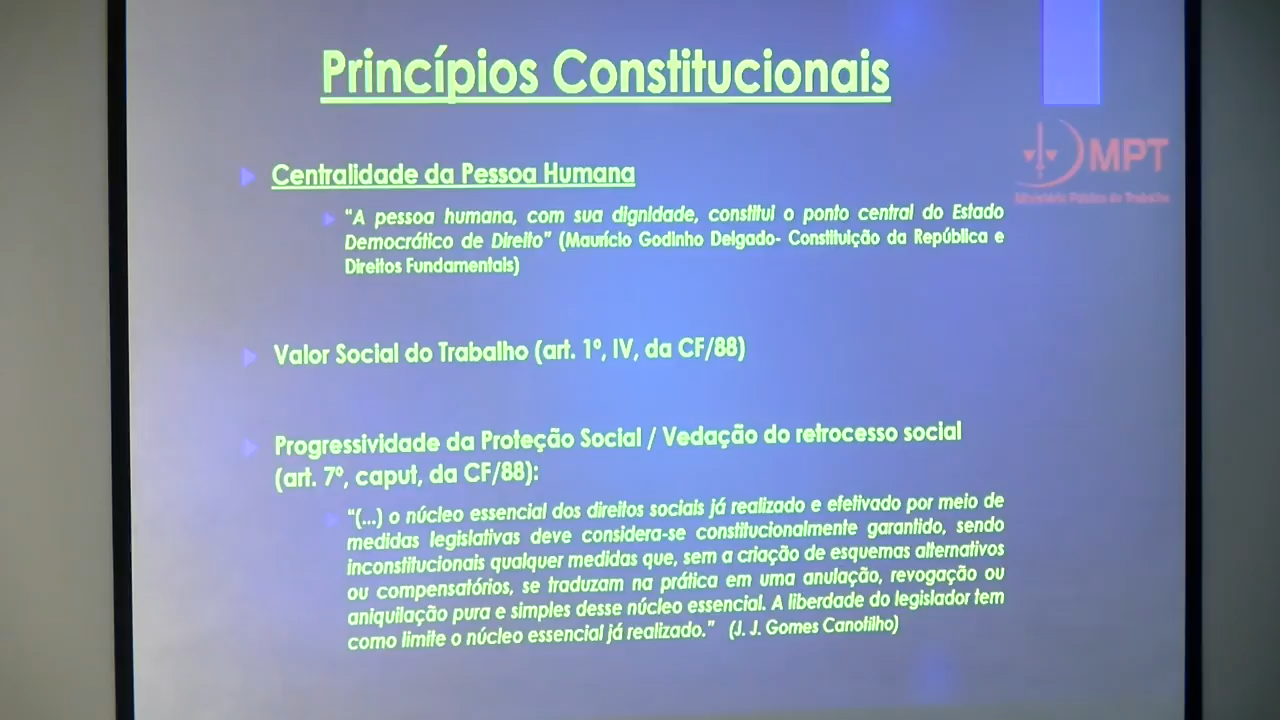 Princípios Constitucionais
MPT
Ministério Público do Trabalho
Centralidade da Pessoa Humana
"A pessoa humana, com sua dignidade, constitui o ponto central do Estado
Democrático de Direito" (Maurício Godinho Delgado- Constituição da República e
Direitos Fundamentais)
Valor Social do Trabalho (art. 1º, IV, da CF/88)
Progressividade da Proteção Social / Vedação do retrocesso social
(art. 7º, caput, da CF/88):
"(...) o núcleo essencial dos direitos sociais já realizado e efetivado por meio de
medidas legislativas deve considera-se constitucionalmente garantido, sendo
inconstitucionais qualquer medidas que, sem a criação de esquemas alternativos
ou compensatórios, se traduzam na prática em uma anulação, revogação ou
aniquilação pura e simples desse núcleo essencial. A liberdade do legislador tem
como limite o núcleo essencial já realizado." (J. J. Gomes Canotilho)